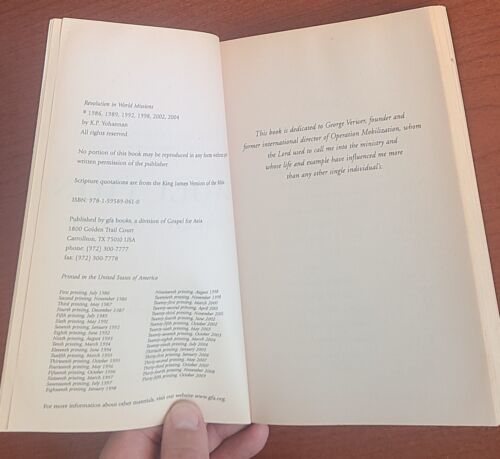 Revolution in World Missions
© 1986, 1989, 1992, 1998, 2002, 2004
by K.P. Yohannan
All rights reserved.
No portion of this book may be reproduced in any form without
written permission of the publisher.
Scripture quotations are from the King James Version of the Bible
ISBN: 978-1-59589-061-0
Published by gfa books, a division of Gospel for Asia
1800 Golden Trail Court
Carrollton, TX 75010 USA
phone: (972) 300-7777
fax: (972) 300-7778
Printed in the United States of America
First printing, July 1986
Second printing, November 1986
Third printing, May 1987
Fourth printing, December 1987
Fifth printing, July 1989
Sixth printing, May 1991
Seventh printing, January 1992
Eighth printing, June 1992
Ninth printing, August 1993
Tenth printing, March 1994
Eleventh printing, June 1994
Twelfth printing, March 1995
Thirteenth printing, October 1995
Fourteenth printing, May 1996
Fifteenth printing, October 1996
Sixteenth printing, March 1997
Seventeenth printing, July 1997
Eighteenth printing, January 1998
Nineteenth printing, August 1998
Twentieth printing, November 1998
Twenty-first printing, March 2000
Twenty-second printing, April 2001
Twenty-third printing, November 2001
Twenty-fourth printing, June 2002
Twenty-fifth printing, October 2002
Twenty-sixth printing, May 2003
Twenty-seventh printing, October 2003
Twenty-eighth printing, March 2004
Twenty-ninth printing, July 2004
Thirtieth printing, January 2005
Thirty-first printing, January 2006
Thirty-second printing, May 2007
Thirty-third printing, October
Thirty-fourth printing, November 2008
Thirty-fifth printing, October 2009
For more information about other materials, visit our website www.gfa.org.
This book is dedicated to George Verwer, founder and
former international director of Operation Mobilization, whom
the Lord used to call me into the ministry and
whose life and example have influenced me more
than any other single individual's.